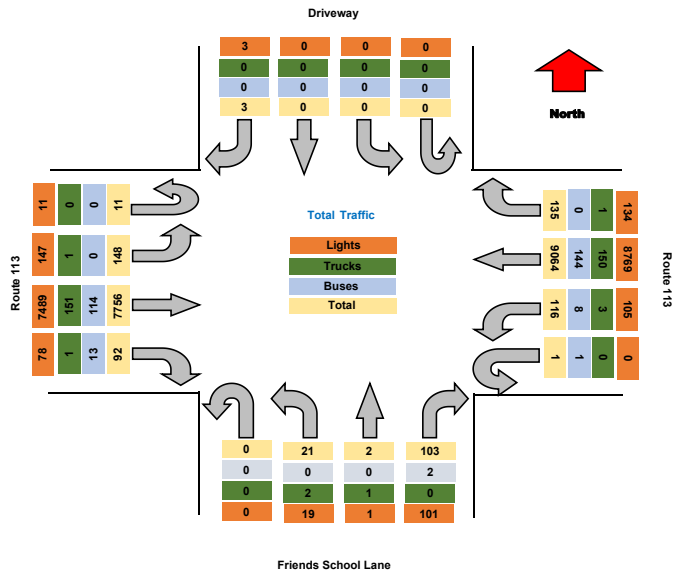 Driveway
3 0 0 0
0 0 0 0
0 0 0 0
3 0 0 0
North
11 0 0 11
147 1 0 148
7489 151 114 7756
78 1 13 92
Route 113
Total Traffic
Lights
Trucks
Buses
Total
135 0 1 134
9064 144 150 8769
116 8 3 105
1 1 0 0
Route 113
0 21 2 103
0 0 0 2
0 2 1 0
0 19 1 101
Friends School Lane